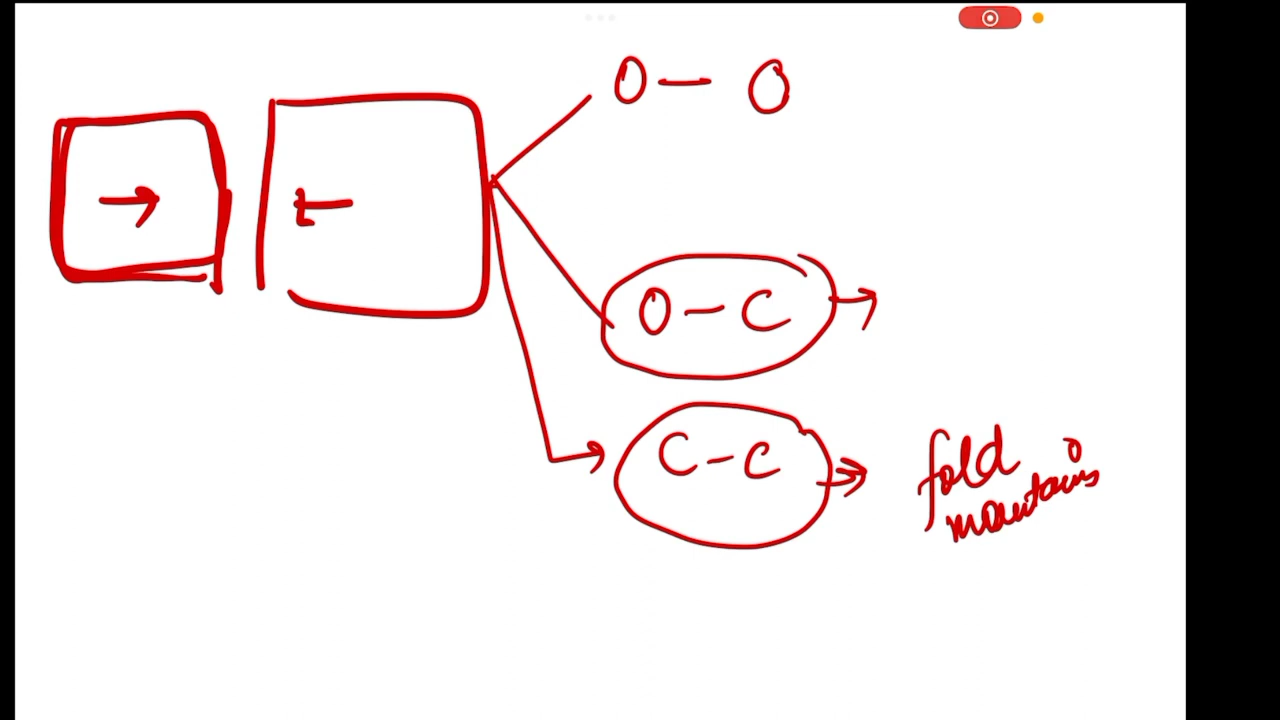 O - O
O - C
C - C
fold
mountains